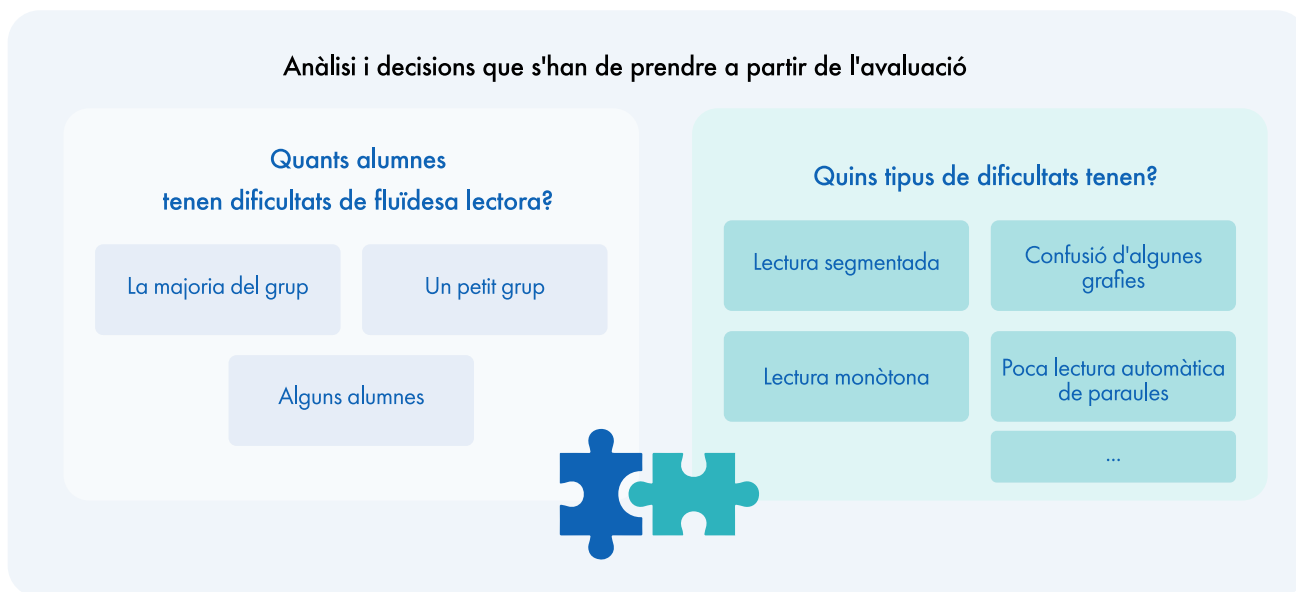 Anàlisi i decisions que s'han de prendre a partir de l'avaluació
Quants alumnes
tenen dificultats de fluïdesa lectora?
La majoria del grup
Un petit grup
Alguns alumnes
Quins tipus de dificultats tenen?
Lectura segmentada
Confusió d'algunes
grafies
Lectura monòtona
Poca lectura automàtica
de paraules
...